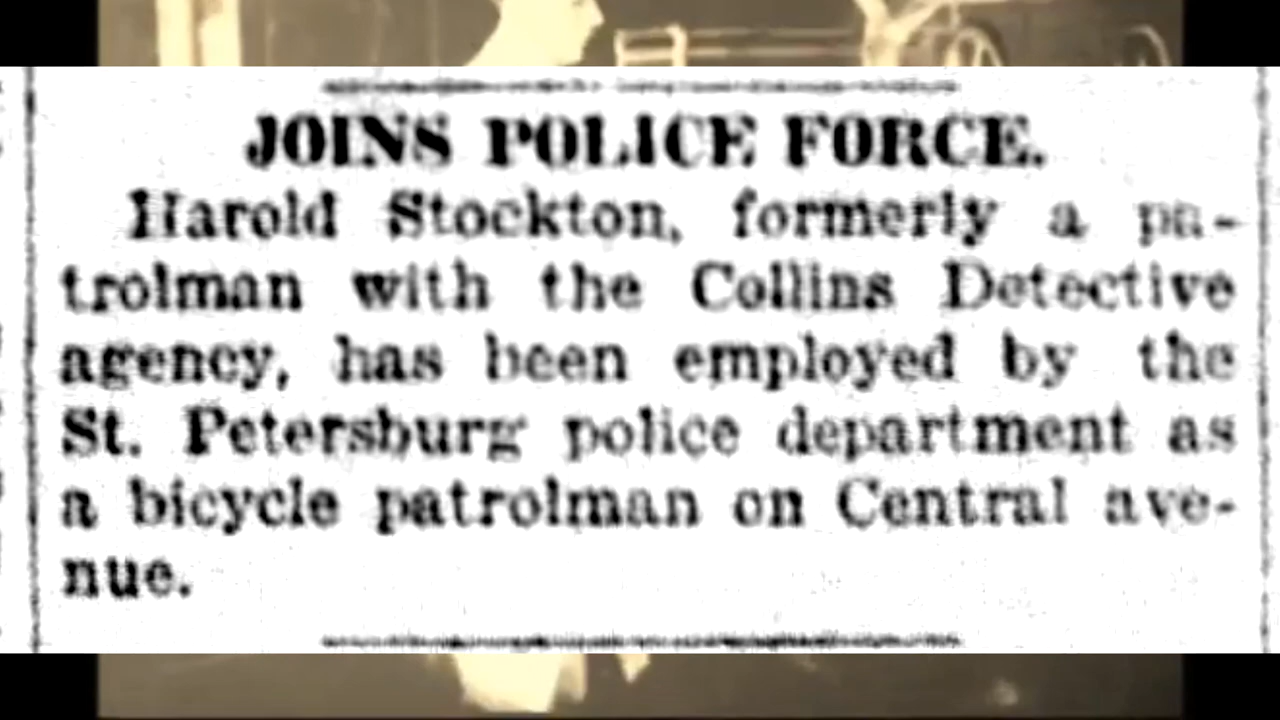 JOINS POLICE FORCE.
Harold Stockton, formerly a pa-
trolman with the Collins Detective
agency, has been employed by the
St. Petersburg police department as
a bicycle patrolman on Central ave-
nue.